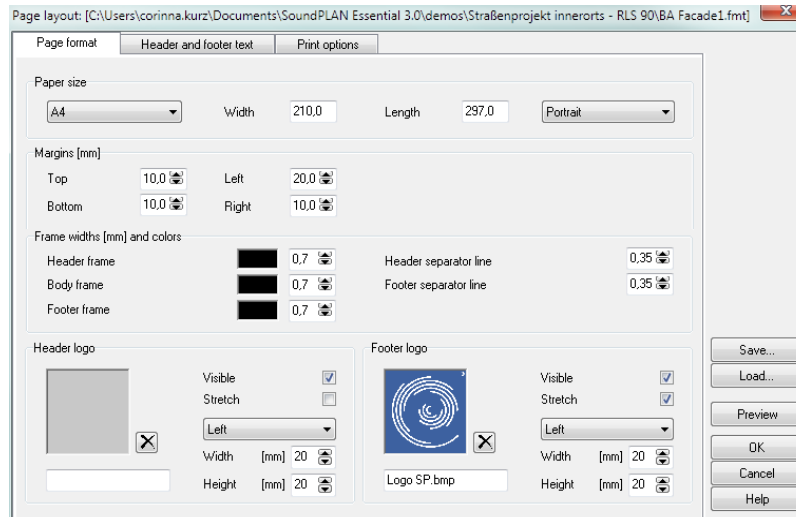 Page layout: [C:\Users\corinna.kurz\Documents\SoundPLAN Essential 3.0\demos\Straßenprojekt innerorts - RLS 90\BA Facade1.fmt]
Page format Header and footer text Print options
Paper size
A4 Width 210,0 Length 297,0 Portrait
Margins [mm]
Top 10,0 Left 20,0
Bottom 10,0 Right 10,0
Frame widths [mm] and colors
Header frame 0,7 Header separator line 0,35
Body frame 0,7 Footer separator line 0,35
Footer frame 0,7
Header logo
Visible
Stretch
Left
Width [mm] 20
Height [mm] 20
Footer logo
Visible
Stretch
Left
Width [mm] 20
Logo SP.bmp Height [mm] 20
Save...
Load...
Preview
OK
Cancel
Help